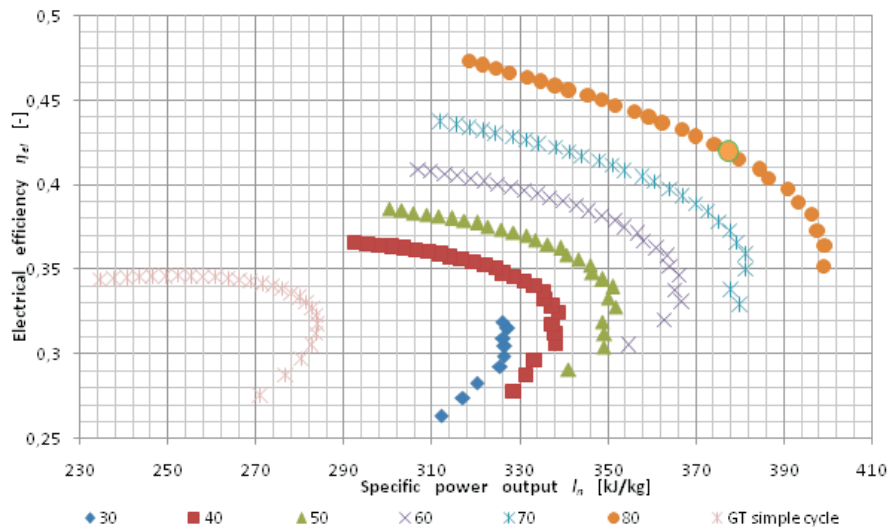 0,5
0,45
0,4
0,35
0,3
0,25
Electrical efficiency ηel [-]
230 250 270 290 310 330 350 370 390 410
Specific power output ln [kJ/kg]
30 40 50 60 70 80 GT simple cycle